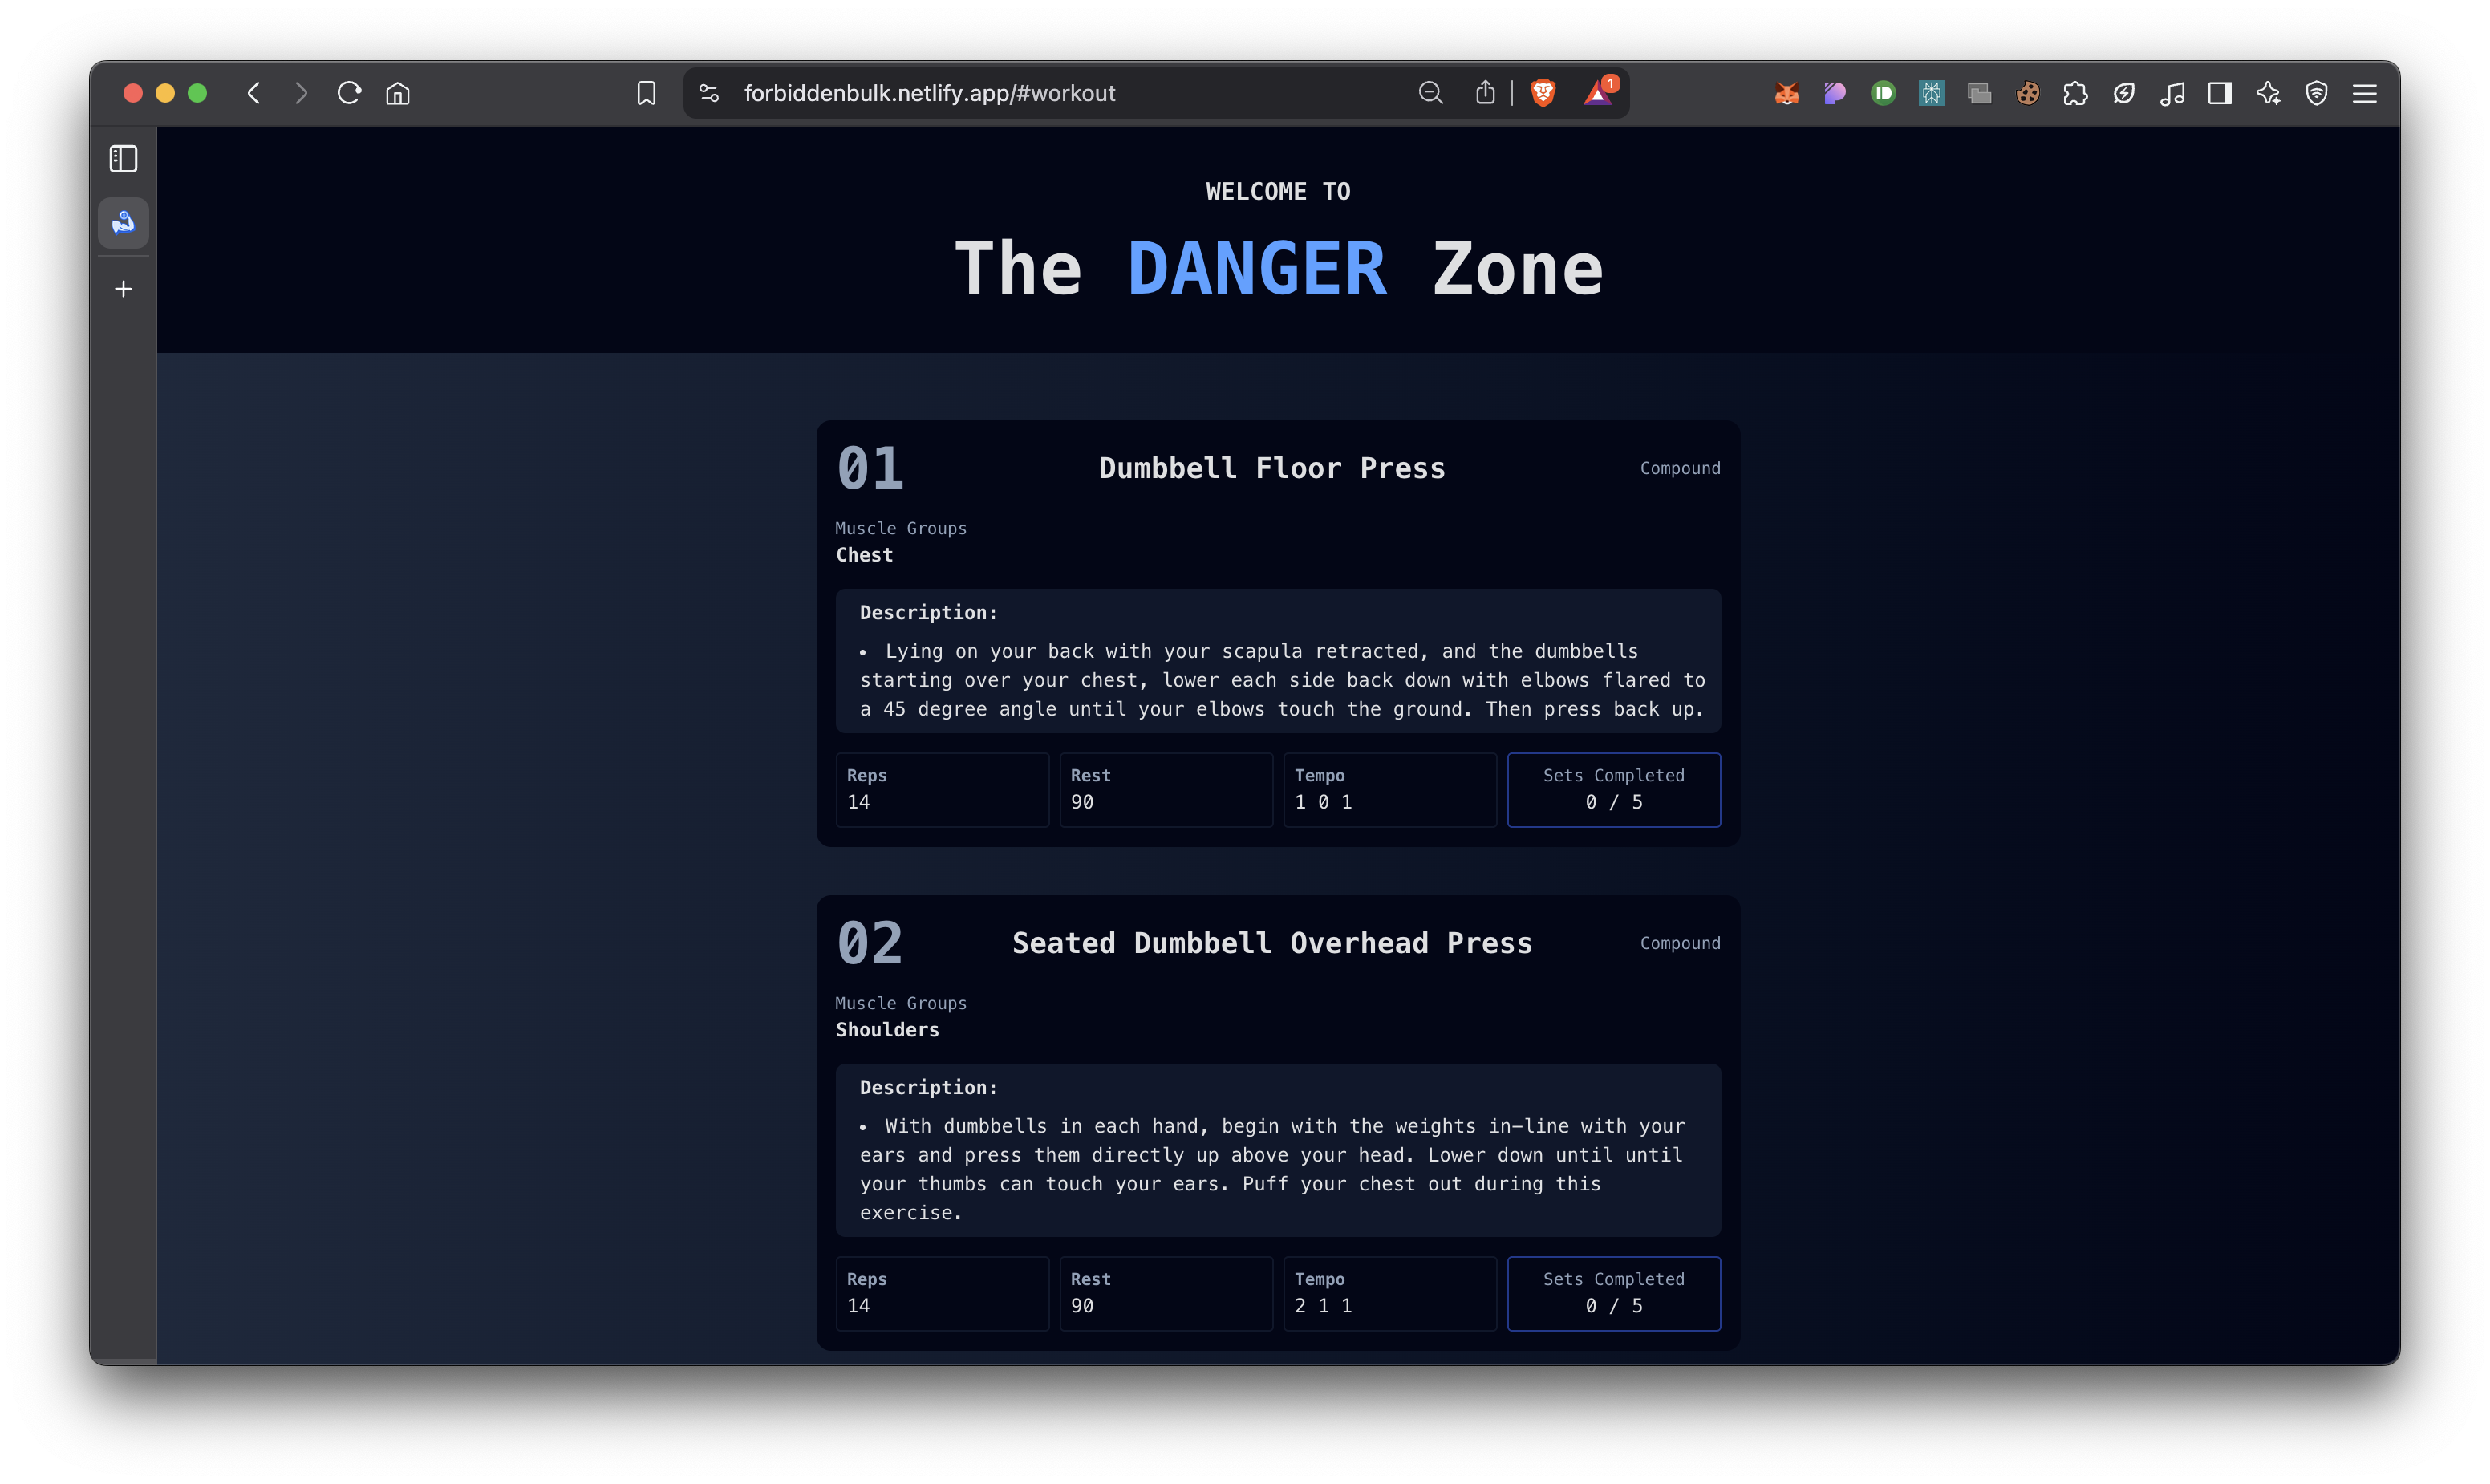 forbiddenbulk.netlify.app/#workout
1
WELCOME TO
The DANGER Zone
01
Dumbbell Floor Press
Compound
Muscle Groups
Chest
Description:
• Lying on your back with your scapula retracted, and the dumbbells
starting over your chest, lower each side back down with elbows flared to
a 45 degree angle until your elbows touch the ground. Then press back up.
Reps
14
Rest
90
Tempo
1 0 1
Sets Completed
0 / 5
02
Seated Dumbbell Overhead Press
Compound
Muscle Groups
Shoulders
Description:
• With dumbbells in each hand, begin with the weights in-line with your
ears and press them directly up above your head. Lower down until until
your thumbs can touch your ears. Puff your chest out during this
exercise.
Reps
14
Rest
90
Tempo
2 1 1
Sets Completed
0 / 5